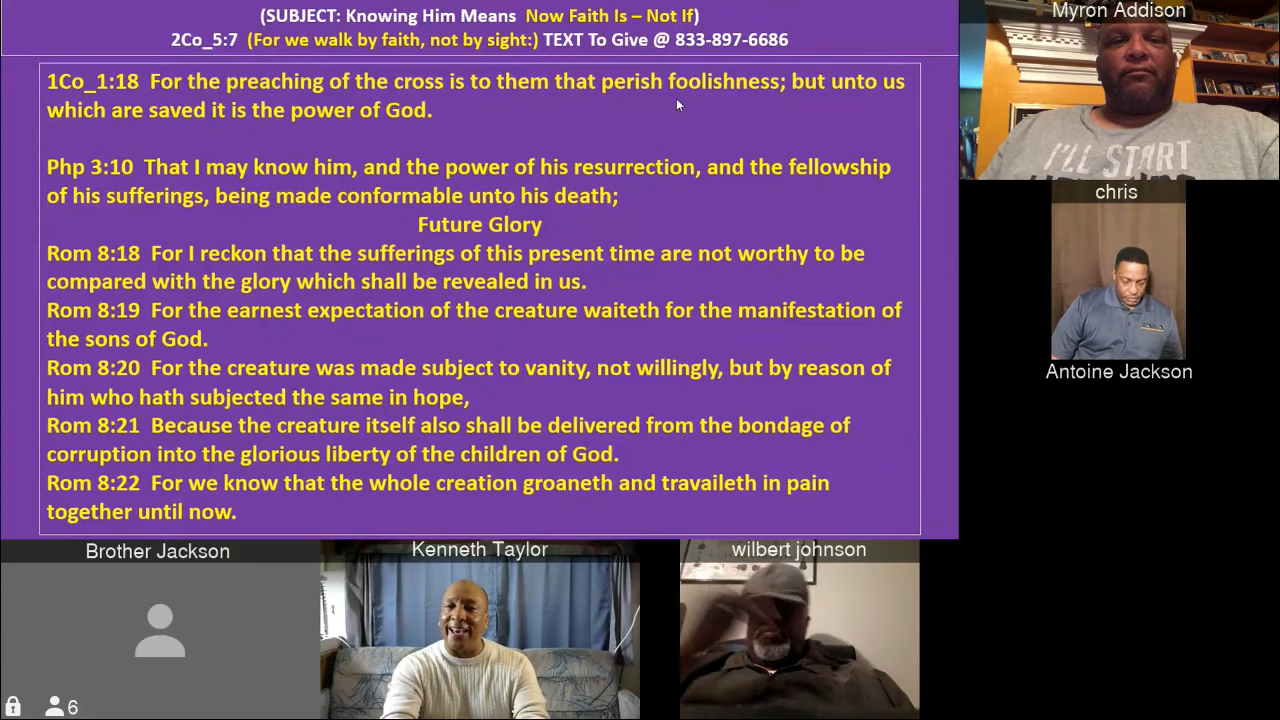 (SUBJECT: Knowing Him Means Now Faith Is – Not If)
2Co_5:7 (For we walk by faith, not by sight:) TEXT To Give @ 833-897-6686
1Co_1:18 For the preaching of the cross is to them that perish foolishness; but unto us
which are saved it is the power of God.
Php 3:10 That I may know him, and the power of his resurrection, and the fellowship
of his sufferings, being made conformable unto his death;
Future Glory
Rom 8:18 For I reckon that the sufferings of this present time are not worthy to be
compared with the glory which shall be revealed in us.
Rom 8:19 For the earnest expectation of the creature waiteth for the manifestation of
the sons of God.
Rom 8:20 For the creature was made subject to vanity, not willingly, but by reason of
him who hath subjected the same in hope,
Rom 8:21 Because the creature itself also shall be delivered from the bondage of
corruption into the glorious liberty of the children of God.
Rom 8:22 For we know that the whole creation groaneth and travaileth in pain
together until now.
Myron Addison
I'LL START
chris
Antoine Jackson
Brother Jackson
Kenneth Taylor
wilbert johnson
6